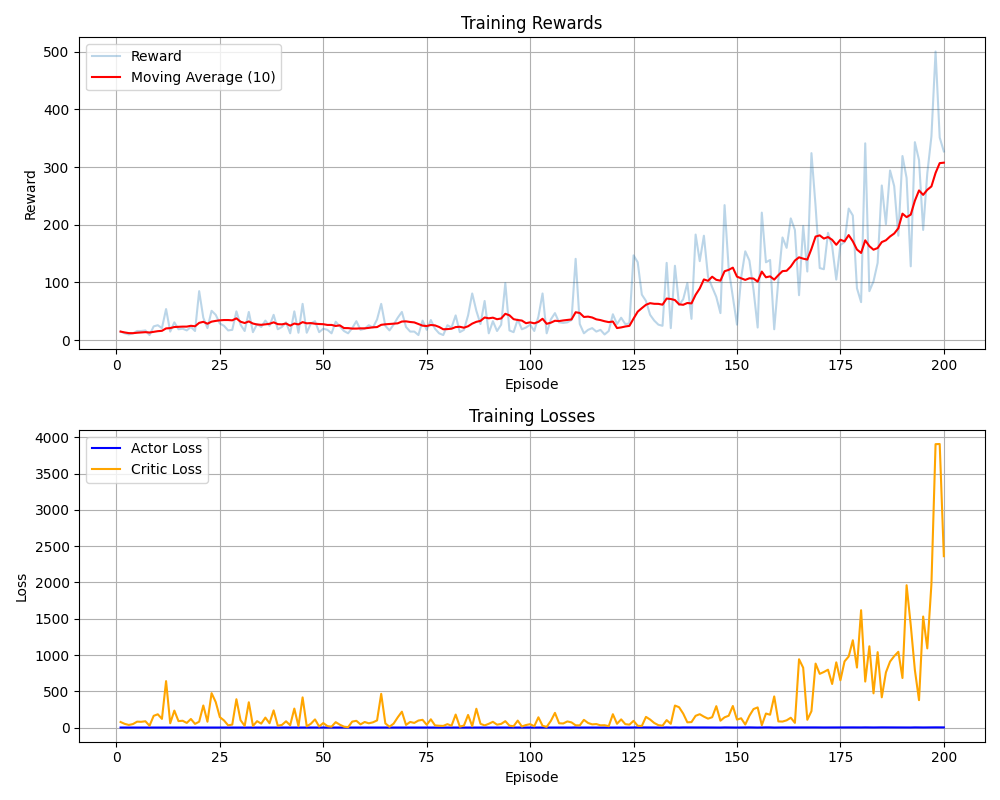 Training Rewards
Reward
Moving Average (10)
500
400
300
200
100
0
Reward
0 25 50 75 100 125 150 175 200
Episode
Training Losses
Actor Loss
Critic Loss
4000
3500
3000
2500
2000
1500
1000
500
0
Loss
0 25 50 75 100 125 150 175 200
Episode